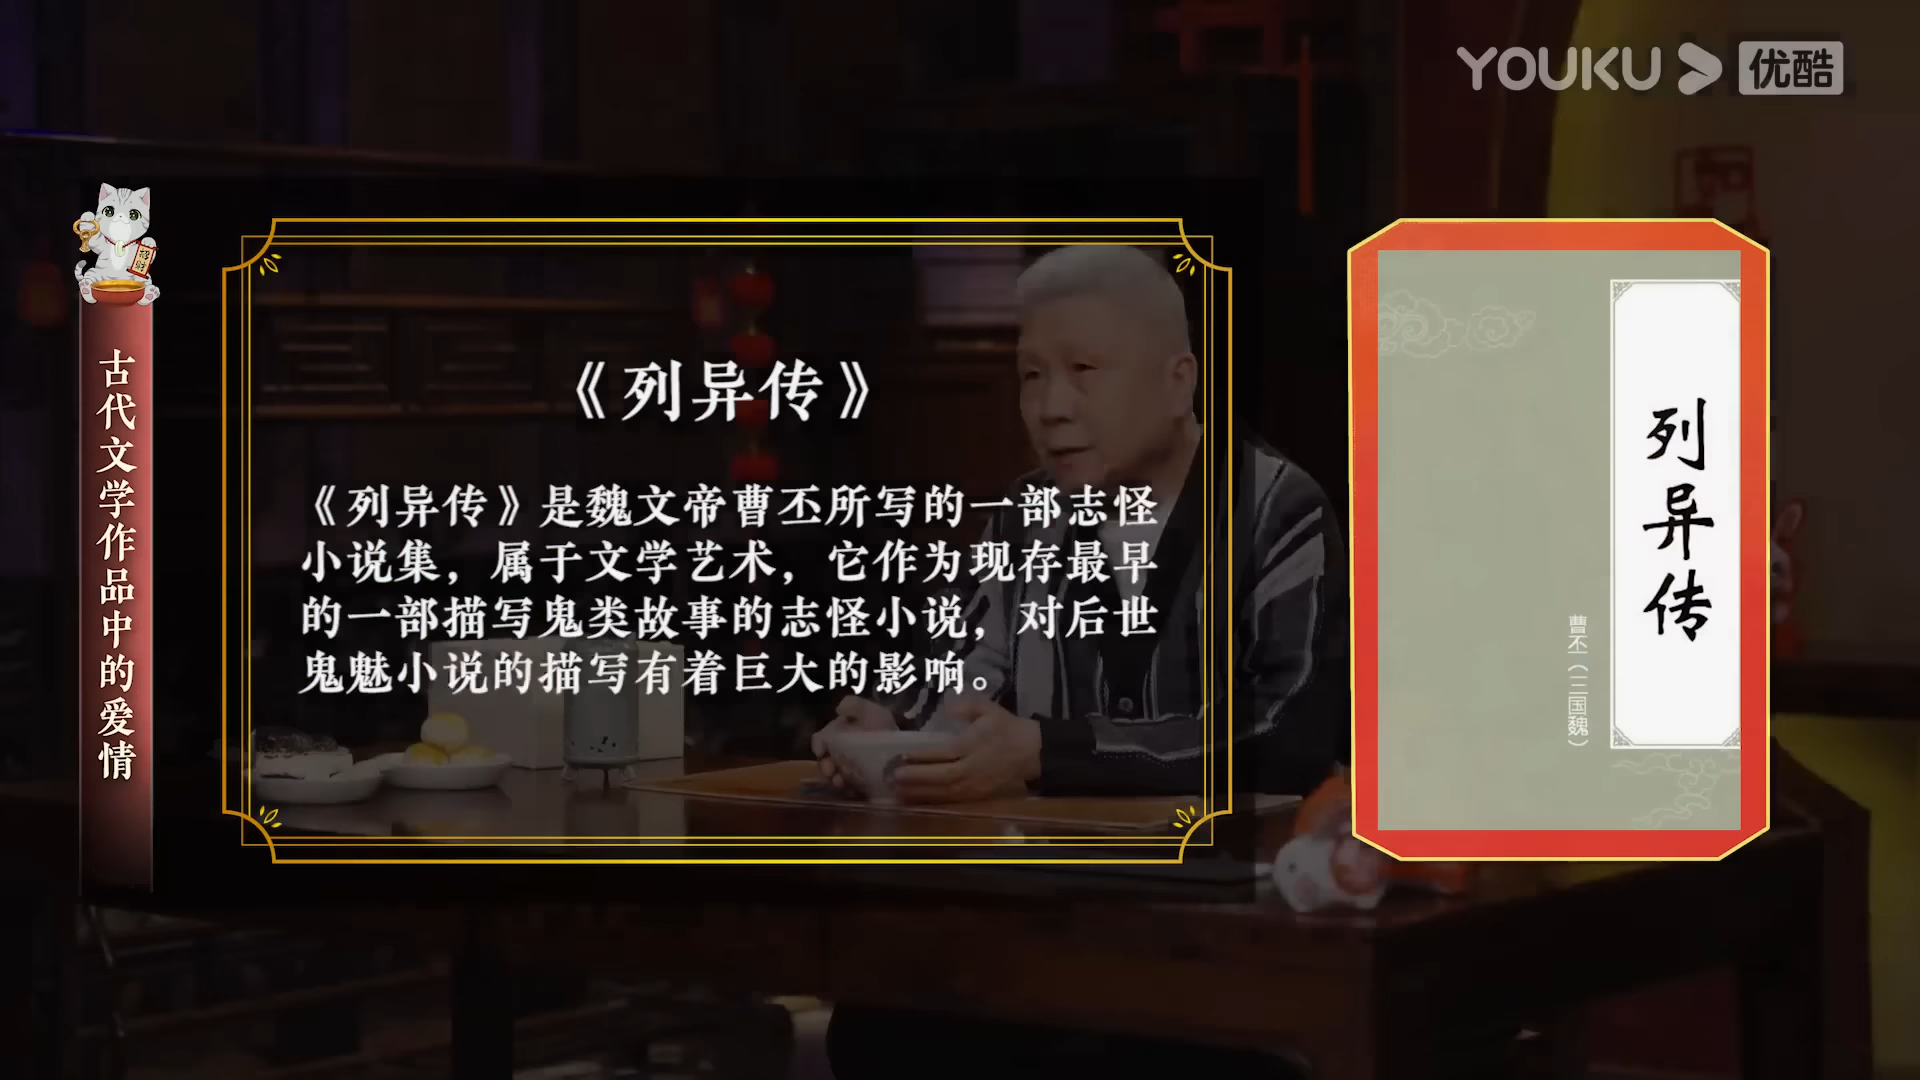 YOUKU 优酷
招财
古代文学作品中的爱情
《列异传》
《列异传》是魏文帝曹丕所写的一部志怪
小说集，属于文学艺术，它作为现存最早
的一部描写鬼类故事的志怪小说，对后世
鬼魅小说的描写有着巨大的影响。
列异传
曹丕（三国魏）